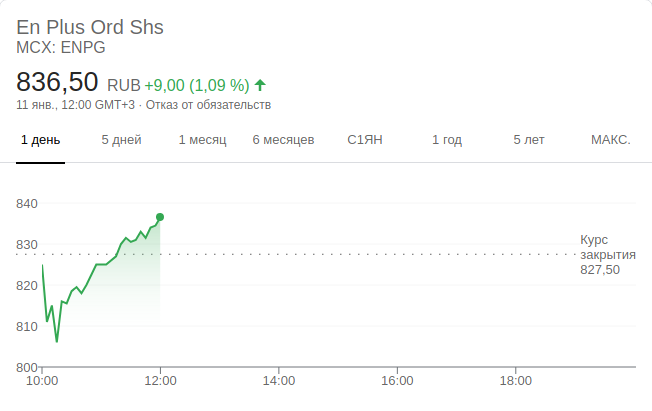 En Plus Ord Shs
MCX: ENPG
836,50 RUB +9,00 (1,09 %)
11 янв., 12:00 GMT+3 · Отказ от обязательств
1 день 5 дней 1 месяц 6 месяцев С1ЯН 1 год 5 лет МАКС.
840
830
820
810
800
Курс
закрытия
827,50
10:00 12:00 14:00 16:00 18:00